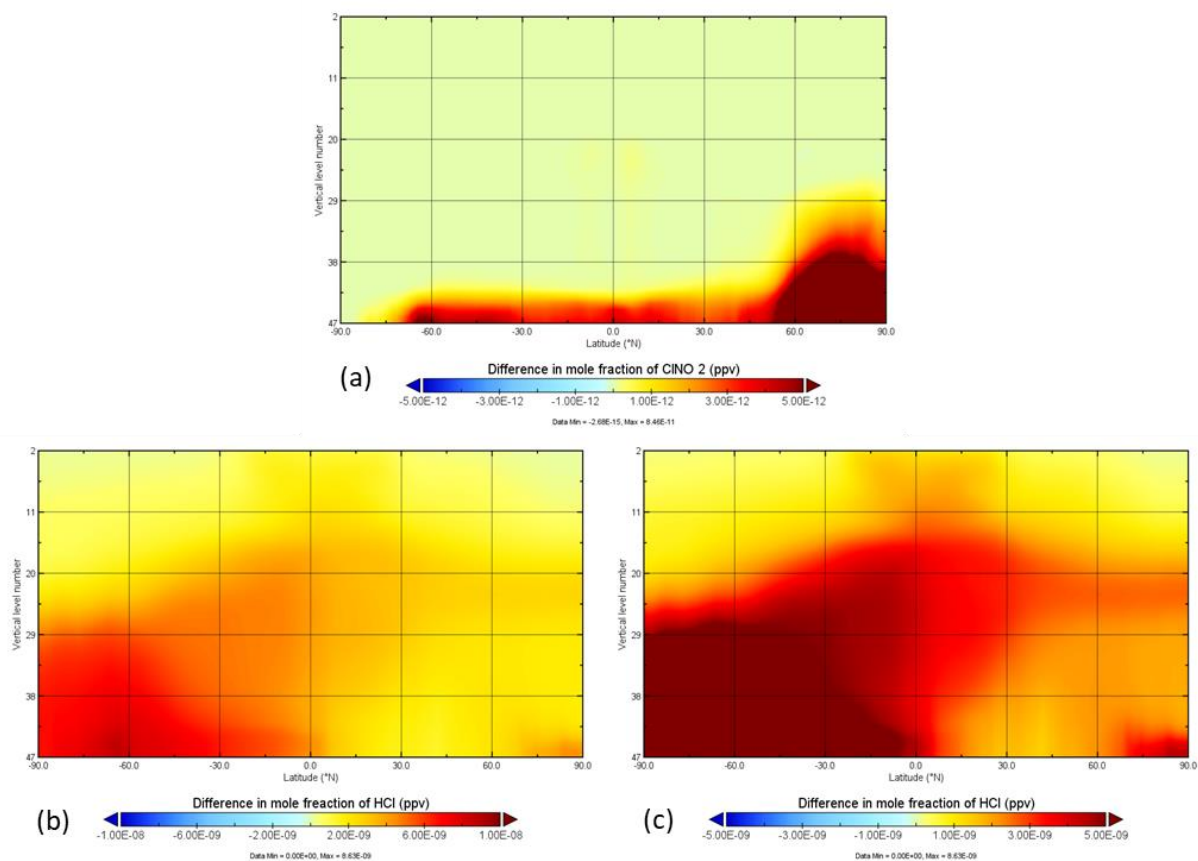 2
11
20
29
38
47
Vertical level number
-90.0 -60.0 -30.0 0.0 30.0 60.0 90.0
Latitude (°N)
(a)
Difference in mole fraction of ClNO 2 (ppv)
-5.00E-12 -3.00E-12 -1.00E-12 1.00E-12 3.00E-12 5.00E-12
Data Min = -2.68E-15, Max = 8.46E-11
2
11
20
29
38
47
Vertical level number
-90.0 -60.0 -30.0 0.0 30.0 60.0 90.0
Latitude (°N)
(b)
Difference in mole freaction of HCl (ppv)
-1.00E-08 -6.00E-09 -2.00E-09 2.00E-09 6.00E-09 1.00E-08
Data Min = 0.00E+00, Max = 8.63E-09
2
11
20
29
38
47
Vertical level number
-90.0 -60.0 -30.0 0.0 30.0 60.0 90.0
Latitude (°N)
(c)
Difference in mole freaction of HCl (ppv)
-5.00E-09 -3.00E-09 -1.00E-09 1.00E-09 3.00E-09 5.00E-09
Data Min = 0.00E+00, Max = 8.63E-09